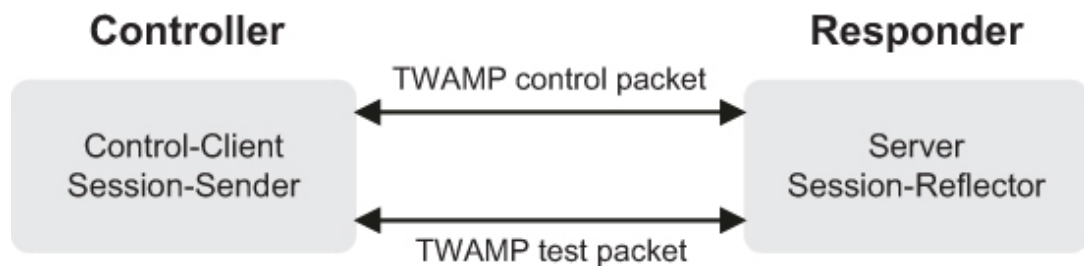 Controller
Responder
TWAMP control packet
Control-Client
Session-Sender
Server
Session-Reflector
TWAMP test packet